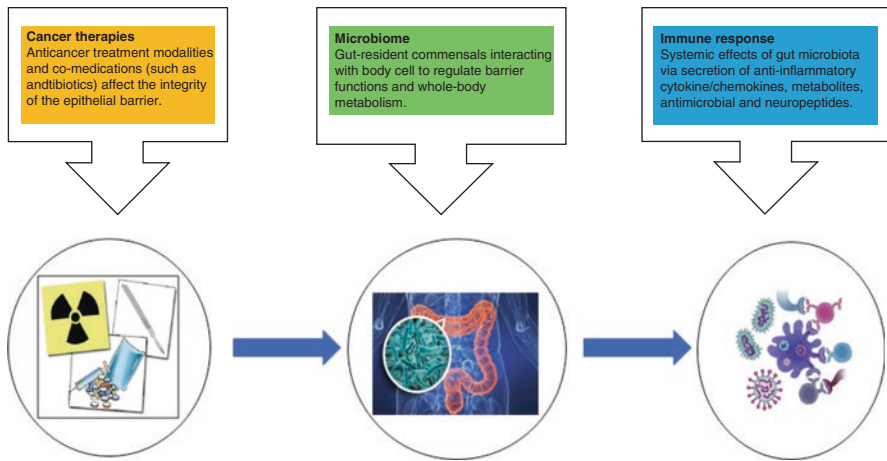 Cancer therapies
Anticancer treatment modalities
and co-medications (such as
andtibiotics) affect the integrity
of the epithelial barrier.
Microbiome
Gut-resident commensals interacting
with body cell to regulate barrier
functions and whole-body
metabolism.
Immune response
Systemic effects of gut microbiota
via secretion of anti-inflammatory
cytokine/chemokines, metabolites,
antimicrobial and neuropeptides.